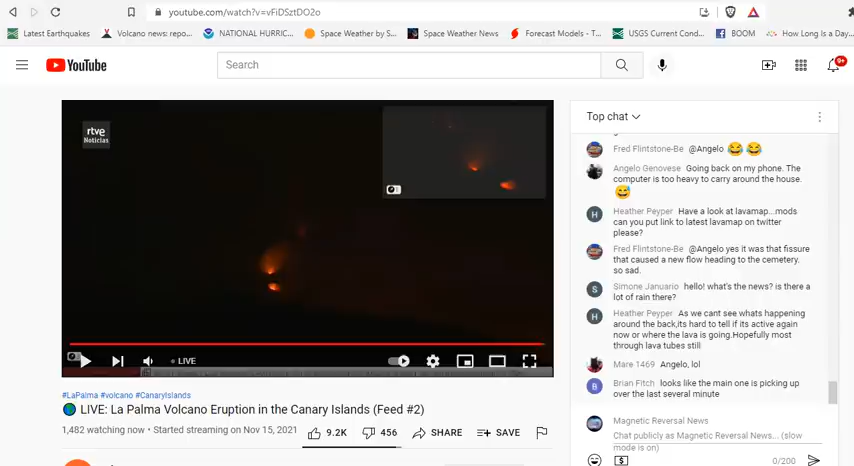 youtube.com/watch?v=vFiDSztDO2o
Latest Earthquakes
Volcano news: repo...
NATIONAL HURRIC...
Space Weather by S...
Space Weather News
Forecast Models - T...
USGS Current Cond...
BOOM
How Long Is a Day...
YouTube
Search
9+
rtve
Noticias
LIVE
#LaPalma #volcano #CanaryIslands
LIVE: La Palma Volcano Eruption in the Canary Islands (Feed #2)
1,482 watching now • Started streaming on Nov 15, 2021
9.2K
456
SHARE
SAVE
Top chat
Fred Flintstone-Be @Angelo 😂 😂
Angelo Genovese Going back on my phone. The
computer is too heavy to carry around the house.
😅
H
Heather Peyper Have a look at lavamap...mods
can you put link to latest lavamap on twitter
please?
Fred Flintstone-Be @Angelo yes it was that fissure
that caused a new flow heading to the cemetery.
so sad.
S
Simone Januario hello! what's the news? is there a
lot of rain there?
H
Heather Peyper As we cant see whats happening
around the back,its hard to tell if its active again
now or where the lava is going.Hopefully most
through lava tubes still
Mare 1469 Angelo, lol
B
Brian Fitch looks like the main one is picking up
over the last several minute
Magnetic Reversal News
Chat publicly as Magnetic Reversal News... (slow
mode is on)
0/200